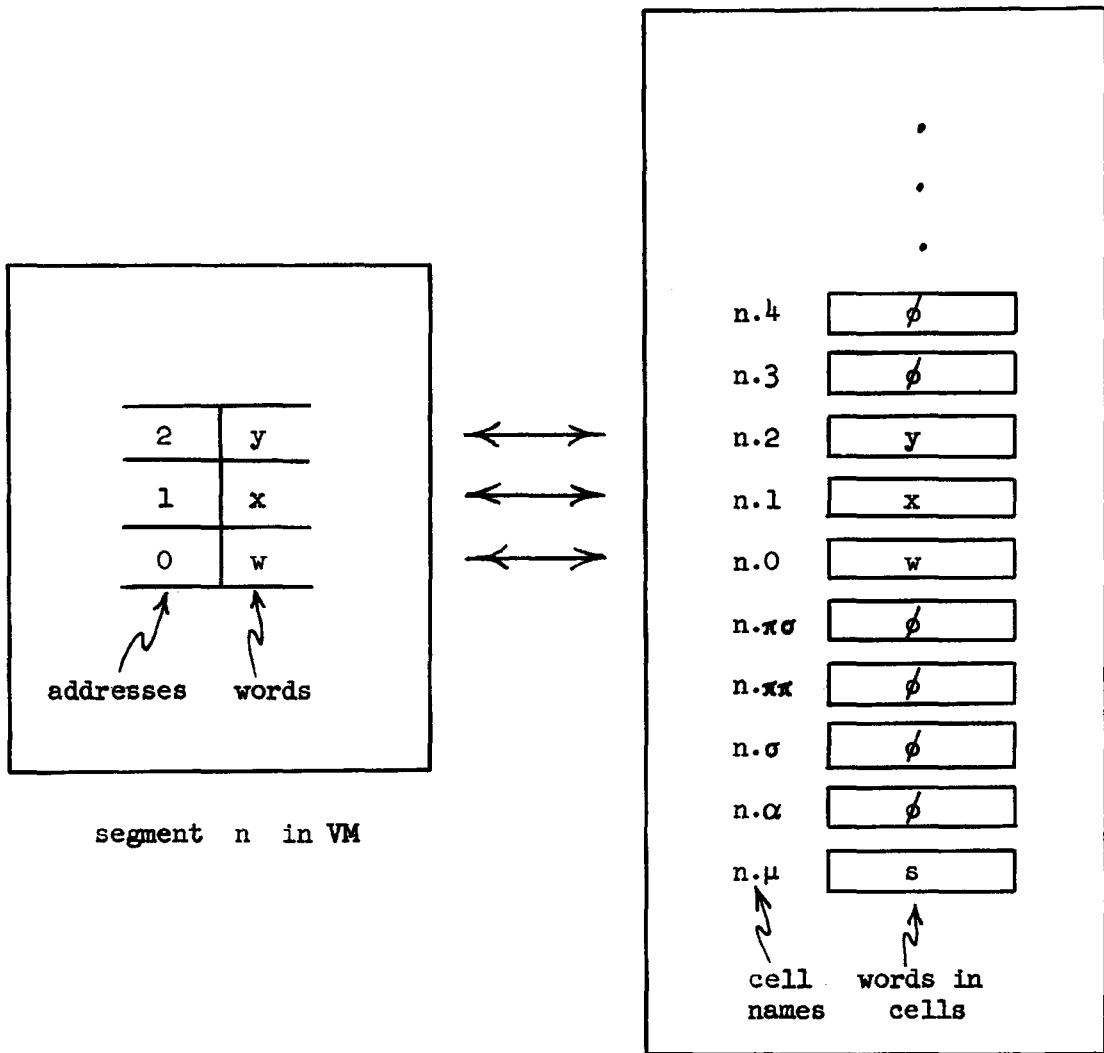 2 y
1 x
0 w
addresses words
segment n in VM
n.4 ϕ
n.3 ϕ
n.2 y
n.1 x
n.0 w
n.πσ ϕ
n.ππ ϕ
n.σ ϕ
n.α ϕ
n.μ s
cell words in
names cells